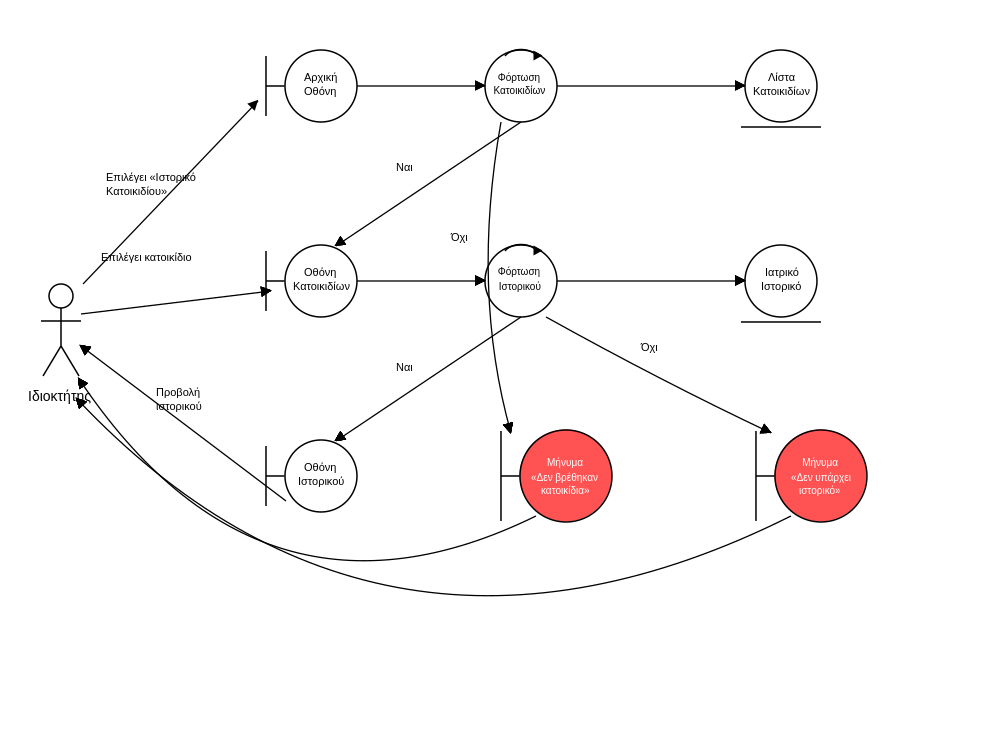 Αρχική
Οθόνη
Φόρτωση
Κατοικιδίων
Λίστα
Κατοικιδίων
Επιλέγει «Ιστορικό
Κατοικιδίου»
Ναι
Όχι
Επιλέγει κατοικίδιο
Οθόνη
Κατοικιδίων
Φόρτωση
Ιστορικού
Ιατρικό
Ιστορικό
Ναι
Όχι
Ιδιοκτήτης
Προβολή
ιστορικού
Οθόνη
Ιστορικού
Μήνυμα
«Δεν βρέθηκαν
κατοικίδια»
Μήνυμα
«Δεν υπάρχει
ιστορικό»